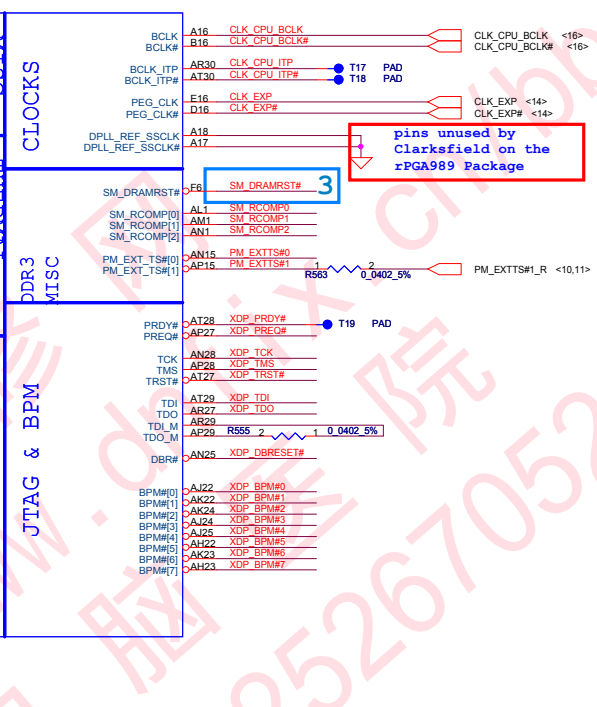 CLOCKS
BCLK A16 CLK_CPU_BCLK CLK_CPU_BCLK <16>
BCLK# B16 CLK_CPU_BCLK# CLK_CPU_BCLK# <16>
BCLK_ITP AR30 CLK_CPU_ITP T17 PAD
BCLK_ITP# AT30 CLK_CPU_ITP# T18 PAD
PEG_CLK E16 CLK_EXP CLK_EXP <14>
PEG_CLK# D16 CLK_EXP# CLK_EXP# <14>
DPLL_REF_SSCLK A18
DPLL_REF_SSCLK# A17
pins unused by
Clarksfield on the
rPGA989 Package
DDR3
MISC
SM_DRAMRST# F6 SM_DRAMRST# 3
SM_RCOMP[0] AL1 SM_RCOMP0
SM_RCOMP[1] AM1 SM_RCOMP1
SM_RCOMP[2] AN1 SM_RCOMP2
PM_EXT_TS#[0] AN15 PM_EXTTS#0
PM_EXT_TS#[1] AP15 PM_EXTTS#1 1 2 PM_EXTTS#1_R <10,11>
R563 0_0402_5%
JTAG & BPM
PRDY# AT28 XDP_PRDY# T19 PAD
PREQ# AP27 XDP_PREQ#
TCK AN28 XDP_TCK
TMS AP28 XDP_TMS
TRST# AT27 XDP_TRST#
TDI AT29 XDP_TDI
TDO AR27 XDP_TDO
TDI_M AR29
TDO_M AP29 R555 2 1 0_0402_5%
DBR# AN25 XDP_DBRESET#
BPM#[0] AJ22 XDP_BPM#0
BPM#[1] AK22 XDP_BPM#1
BPM#[2] AK24 XDP_BPM#2
BPM#[3] AJ24 XDP_BPM#3
BPM#[4] AJ25 XDP_BPM#4
BPM#[5] AH22 XDP_BPM#5
BPM#[6] AK23 XDP_BPM#6
BPM#[7] AH23 XDP_BPM#7